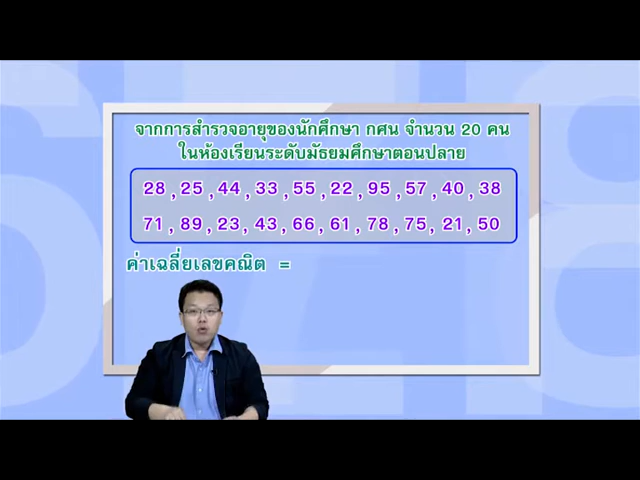 จากการสำรวจอายุของนักศึกษา กศน จำนวน 20 คน
ในห้องเรียนระดับมัธยมศึกษาตอนปลาย
28 , 25 , 44 , 33 , 55 , 22 , 95 , 57 , 40 , 38
71 , 89 , 23 , 43 , 66 , 61 , 78 , 75 , 21 , 50
ค่าเฉลี่ยเลขคณิต =